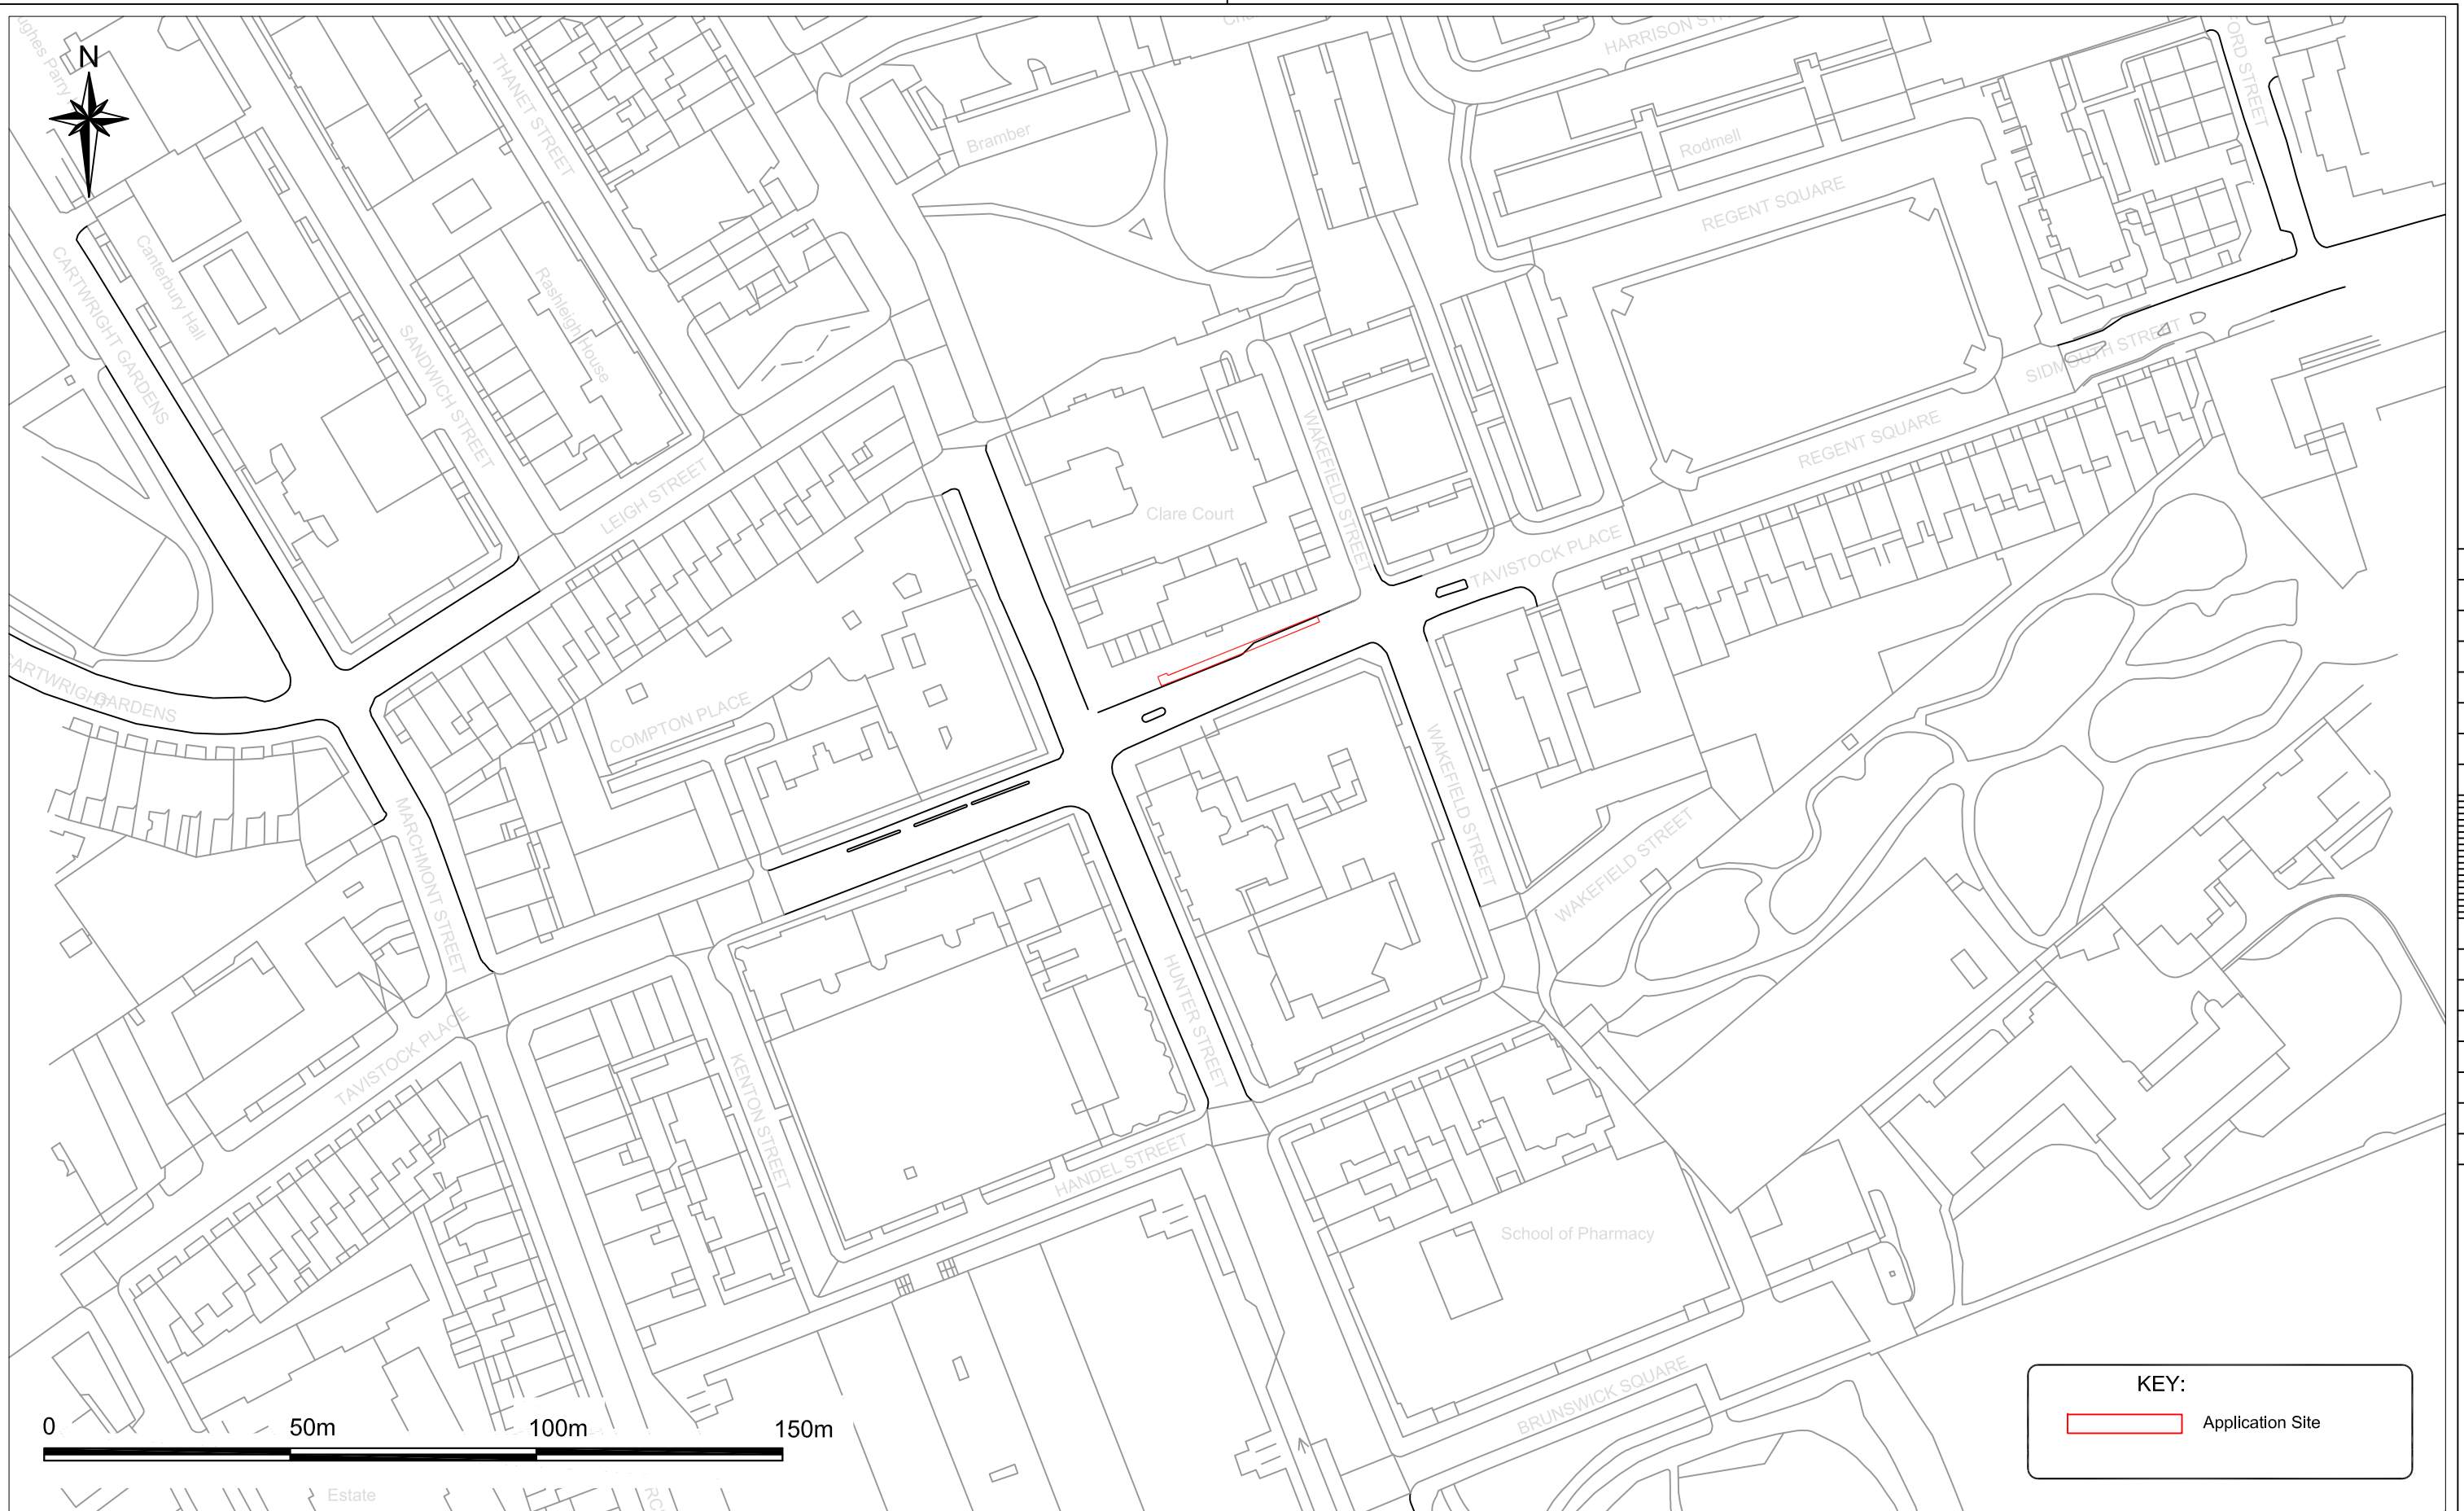 N
THANET STREET
HARRISON
Bramber
Rodmell
REGENT SQUARE
CARTWRIGHT GARDENS
Canterbury Hall
Rashleigh House
SANDWICH STREET
LEIGH STREET
WAKEFIELD STREET
Clare Court
SIDMOUTH STREET
REGENT SQUARE
TAVISTOCK PLACE
GARDENS
COMPTON PLACE
MARCHMONT STREET
WAKEFIELD STREET
WAKEFIELD STREET
HUNTER STREET
TAVISTOCK PLACE
KENTON STREET
HANDEL STREET
School of Pharmacy
BRUNSWICK SQUARE
0 50m 100m 150m
Estate
KEY:
Application Site